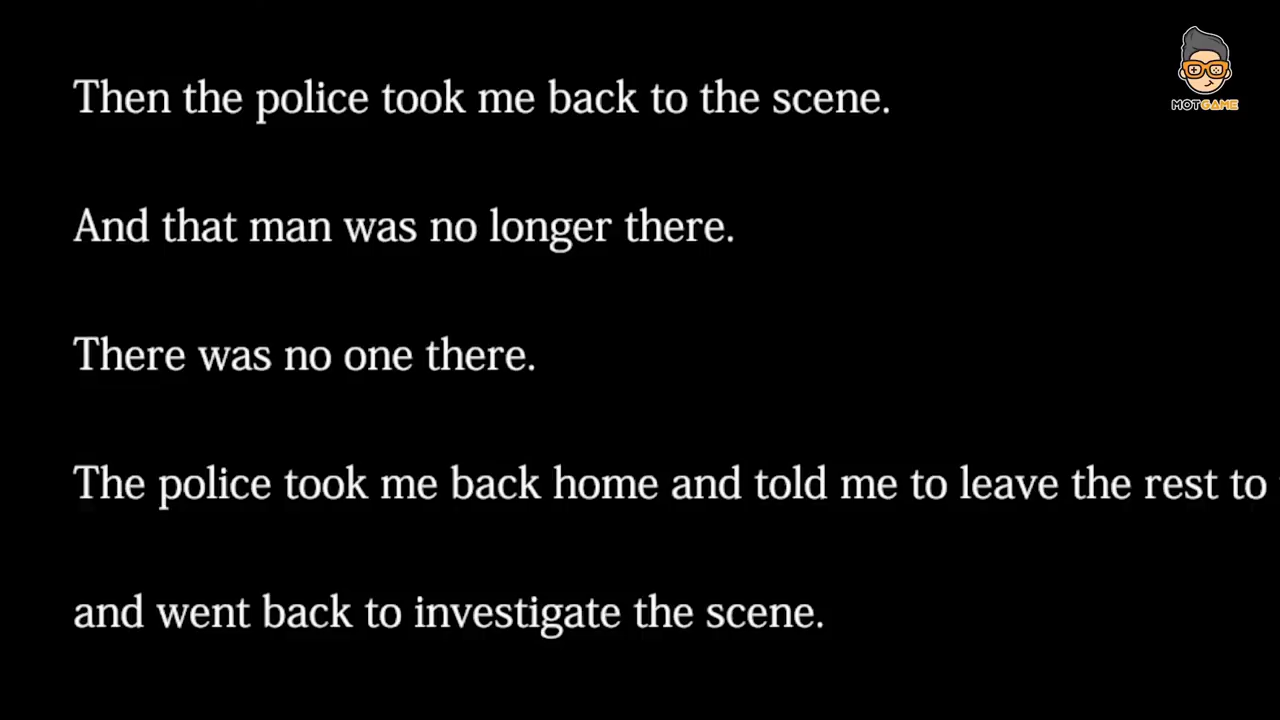 Then the police took me back to the scene.
MOTGAME
And that man was no longer there.
There was no one there.
The police took me back home and told me to leave the rest to
and went back to investigate the scene.